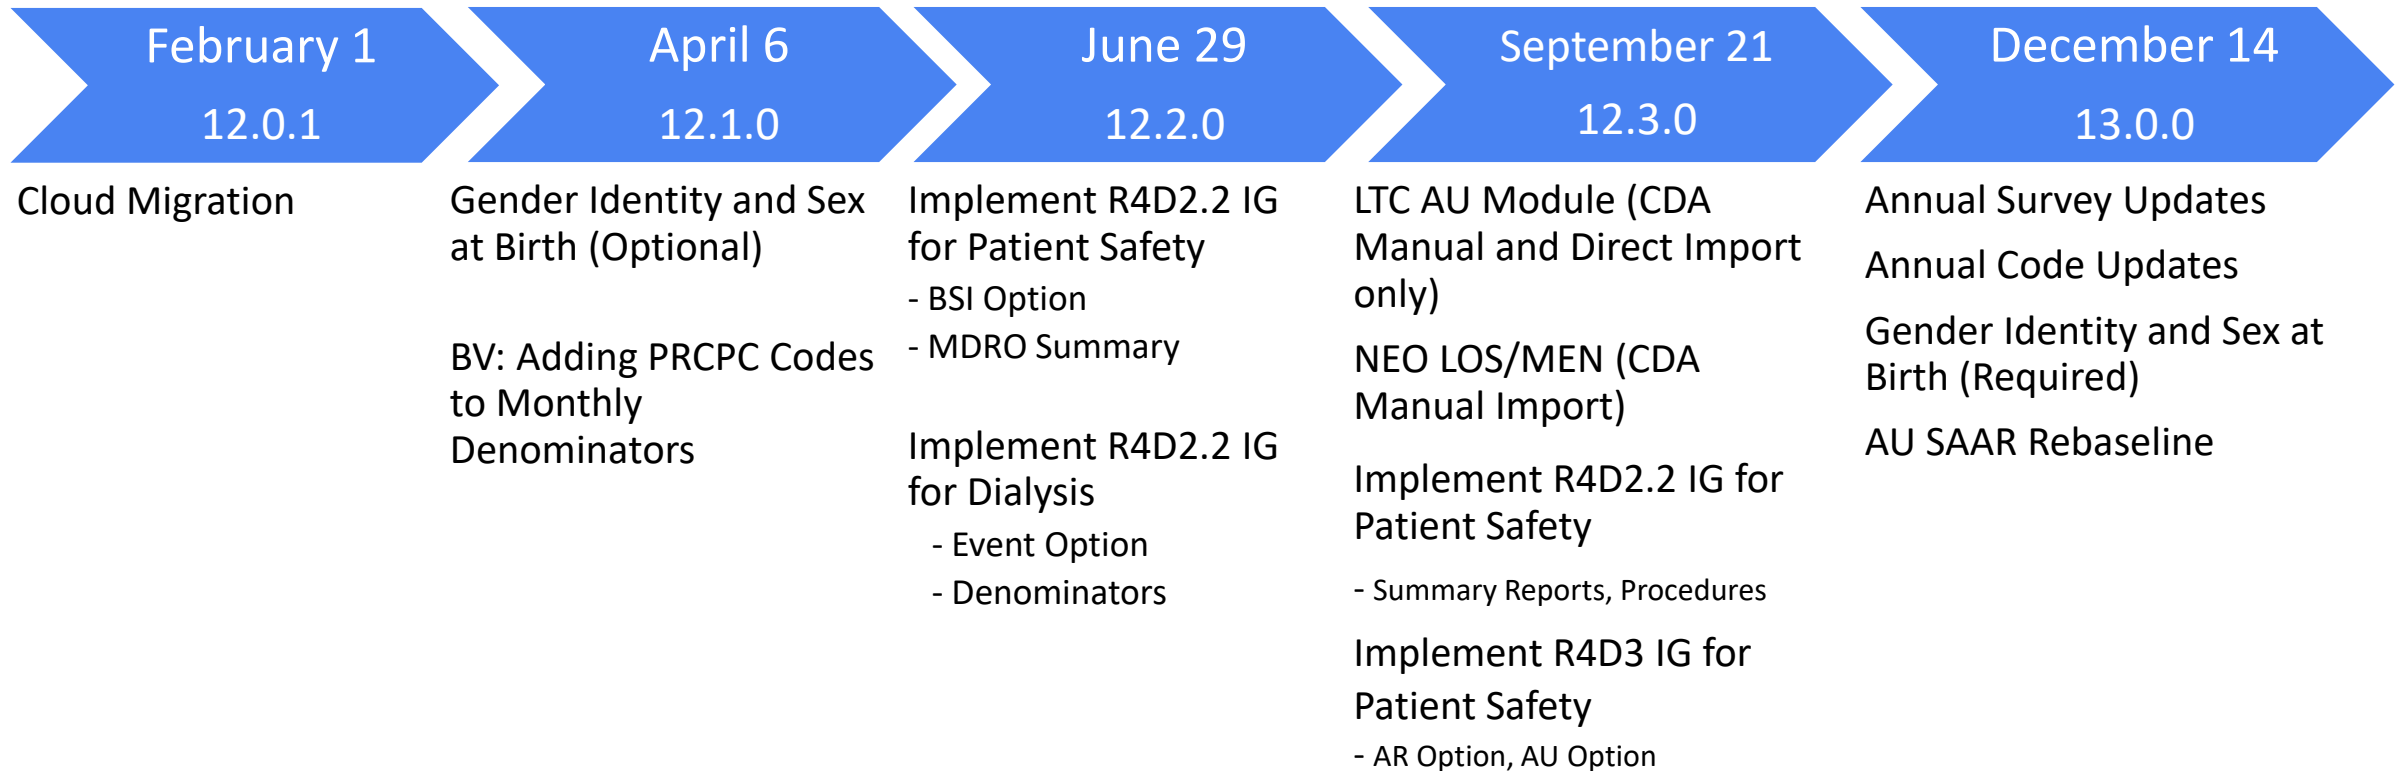 February 1
12.0.1
Cloud Migration
April 6
12.1.0
Gender Identity and Sex
at Birth (Optional)
BV: Adding PRCPC Codes
to Monthly
Denominators
June 29
12.2.0
Implement R4D2.2 IG
for Patient Safety
- BSI Option
- MDRO Summary
Implement R4D2.2 IG
for Dialysis
- Event Option
- Denominators
September 21
12.3.0
LTC AU Module (CDA
Manual and Direct Import
only)
NEO LOS/MEN (CDA
Manual Import)
Implement R4D2.2 IG for
Patient Safety
- Summary Reports, Procedures
Implement R4D3 IG for
Patient Safety
- AR Option, AU Option
December 14
13.0.0
Annual Survey Updates
Annual Code Updates
Gender Identity and Sex at
Birth (Required)
AU SAAR Rebaseline